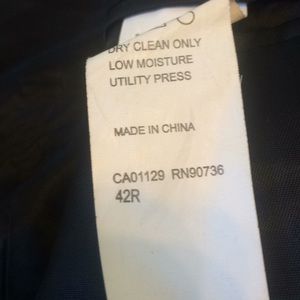 DRY CLEAN ONLY
LOW MOISTURE
UTILITY PRESS
MADE IN CHINA
CA01129 RN90736
42R